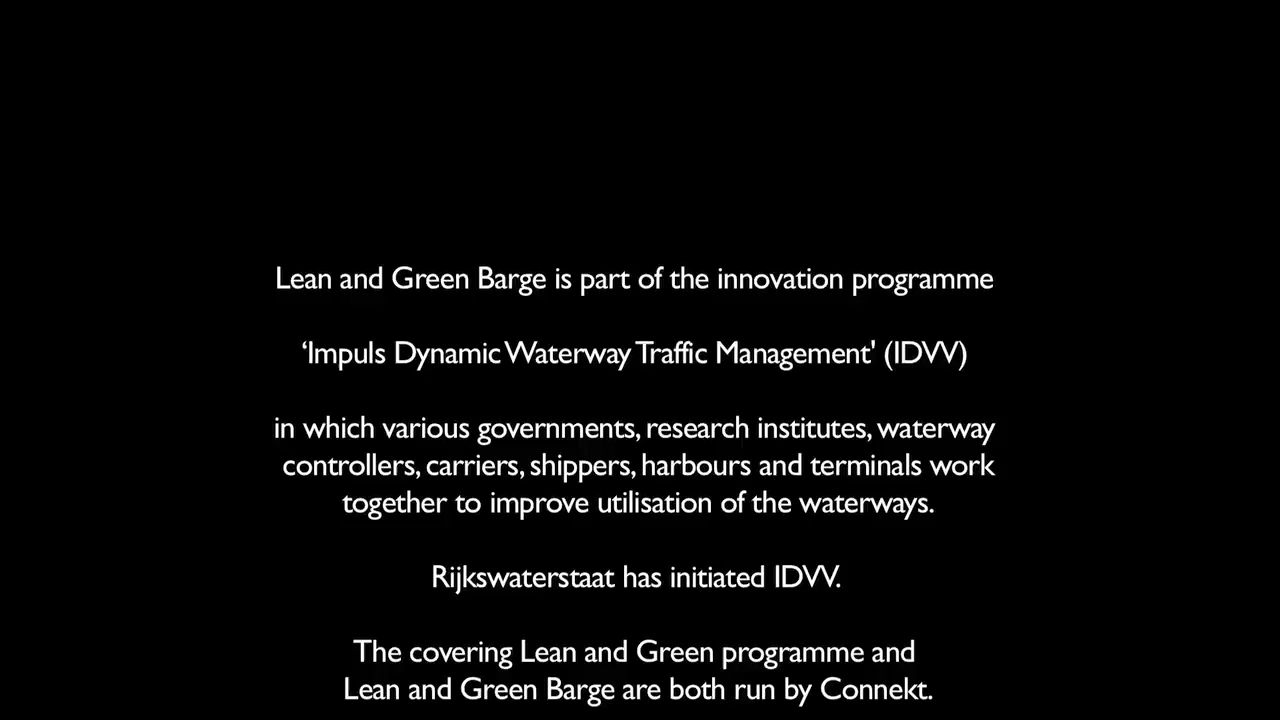 Lean and Green Barge is part of the innovation programme
‘Impuls Dynamic Waterway Traffic Management' (IDVV)
in which various governments, research institutes, waterway
controllers, carriers, shippers, harbours and terminals work
together to improve utilisation of the waterways.
Rijkswaterstaat has initiated IDVV.
The covering Lean and Green programme and
Lean and Green Barge are both run by Connekt.